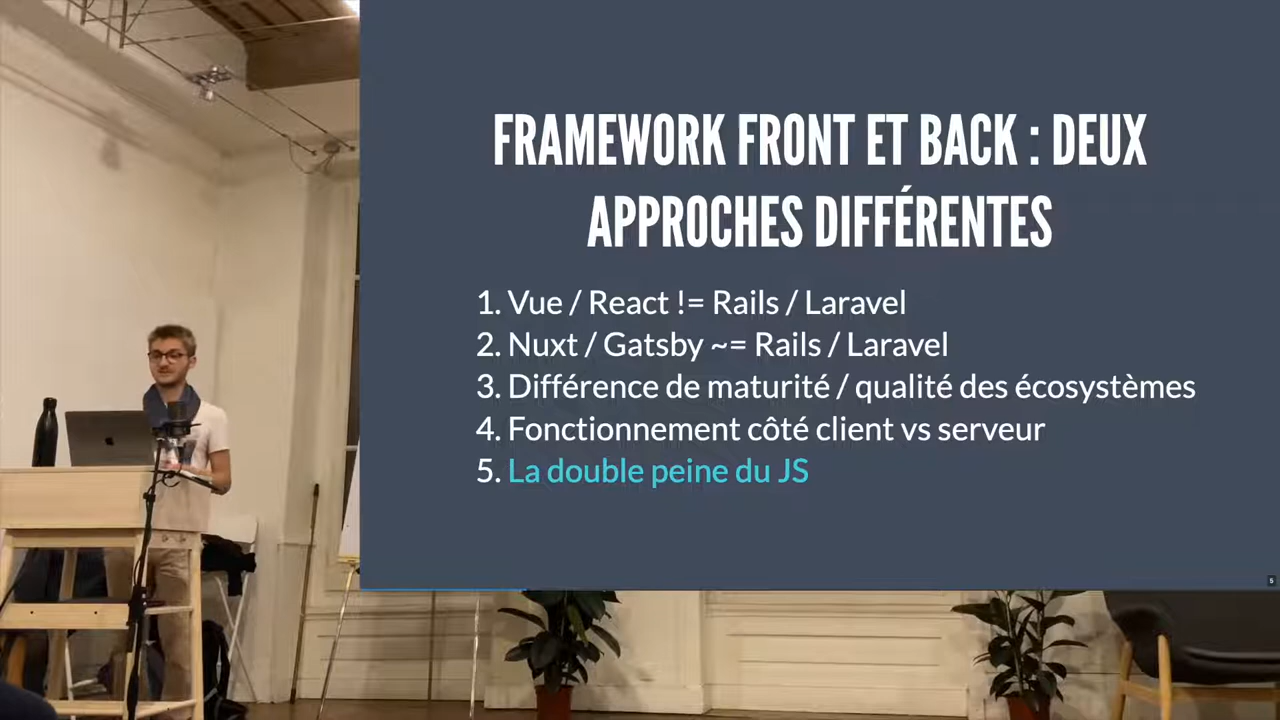 FRAMEWORK FRONT ET BACK : DEUX
APPROCHES DIFFÉRENTES
1. Vue / React != Rails / Laravel
2. Nuxt / Gatsby ~= Rails / Laravel
3. Différence de maturité / qualité des écosystèmes
4. Fonctionnement côté client vs serveur
5. La double peine du JS
5